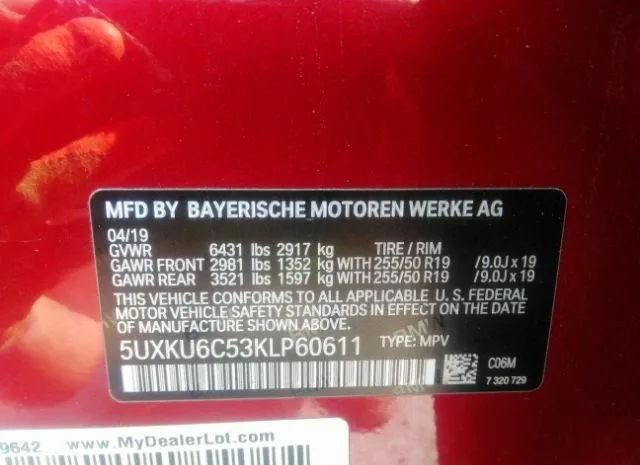 MFD BY BAYERISCHE MOTOREN WERKE AG
04/19
GVWR 6431 lbs 2917 kg TIRE / RIM
GAWR FRONT 2981 lbs 1352 kg WITH 255/50 R19 /9.0J x 19
GAWR REAR 3521 lbs 1597 kg WITH 255/50 R19 /9.0J x 19
THIS VEHICLE CONFORMS TO ALL APPLICABLE U. S. FEDERAL MOTOR
VEHICLE SAFETY STANDARDS IN EFFECT ON THE DATE OF
MANUFACTURE SHOWN ABOVE.
5UXKU6C53KLP60611 TYPE: MPV
C06M
7 320 729
9642 www.MyDealerLot.com